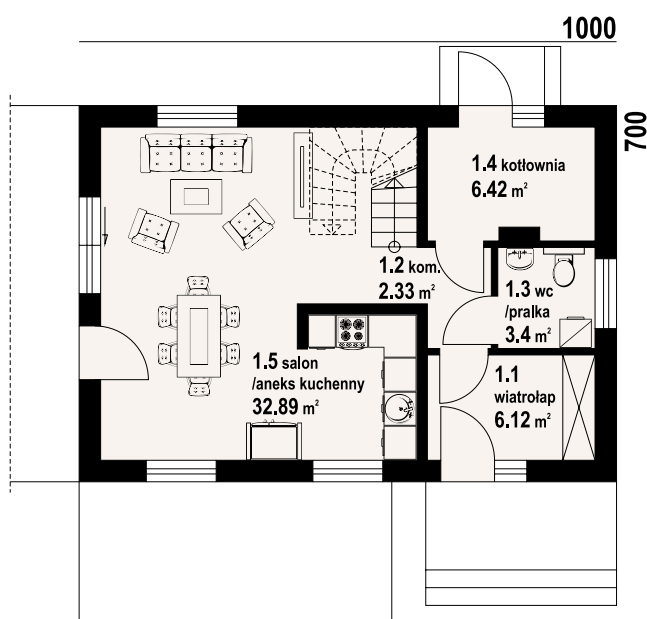 1000
700
1.4 kotłownia
6.42 m²
1.2 kom.
2.33 m²
1.3 wc
/pralka
3.4 m²
1.5 salon
/aneks kuchenny
32.89 m²
1.1
wiatrołap
6.12 m²